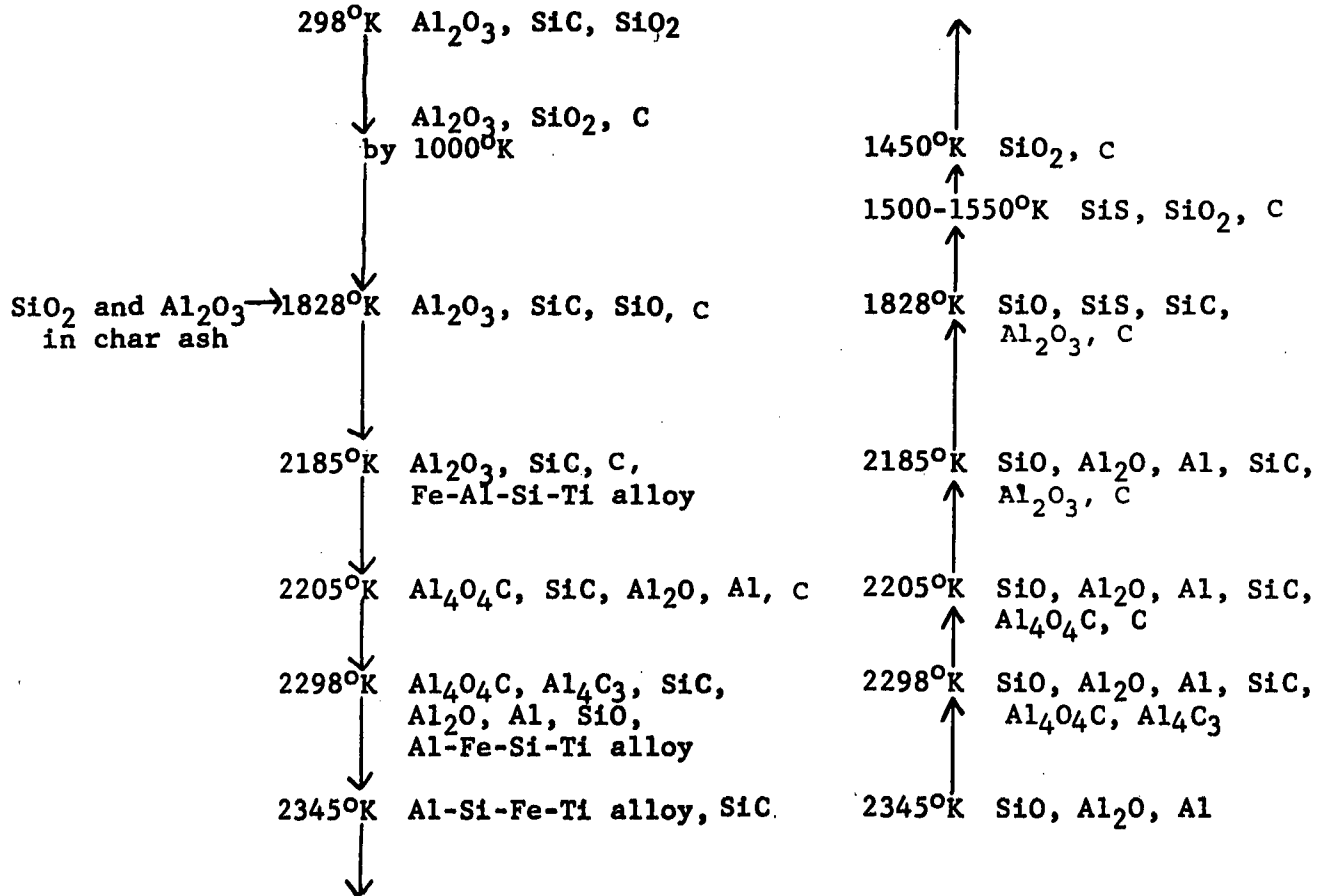 298°K Al₂O₃, SiC, SiO₂
Al₂O₃, SiO₂, C
by 1000°K
SiO₂ and Al₂O₃→1828°K Al₂O₃, SiC, SiO, C
in char ash
2185°K Al₂O₃, SiC, C,
Fe-Al-Si-Ti alloy
2205°K Al₄O₄C, SiC, Al₂O, Al, C
2298°K Al₄O₄C, Al₄C₃, SiC,
Al₂O, Al, SiO,
Al-Fe-Si-Ti alloy
2345°K Al-Si-Fe-Ti alloy, SiC
1450°K SiO₂, C
1500-1550°K SiS, SiO₂, C
1828°K SiO, SiS, SiC,
Al₂O₃, C
2185°K SiO, Al₂O, Al, SiC,
Al₂O₃, C
2205°K SiO, Al₂O, Al, SiC,
Al₄O₄C, C
2298°K SiO, Al₂O, Al, SiC,
Al₄O₄C, Al₄C₃
2345°K SiO, Al₂O, Al